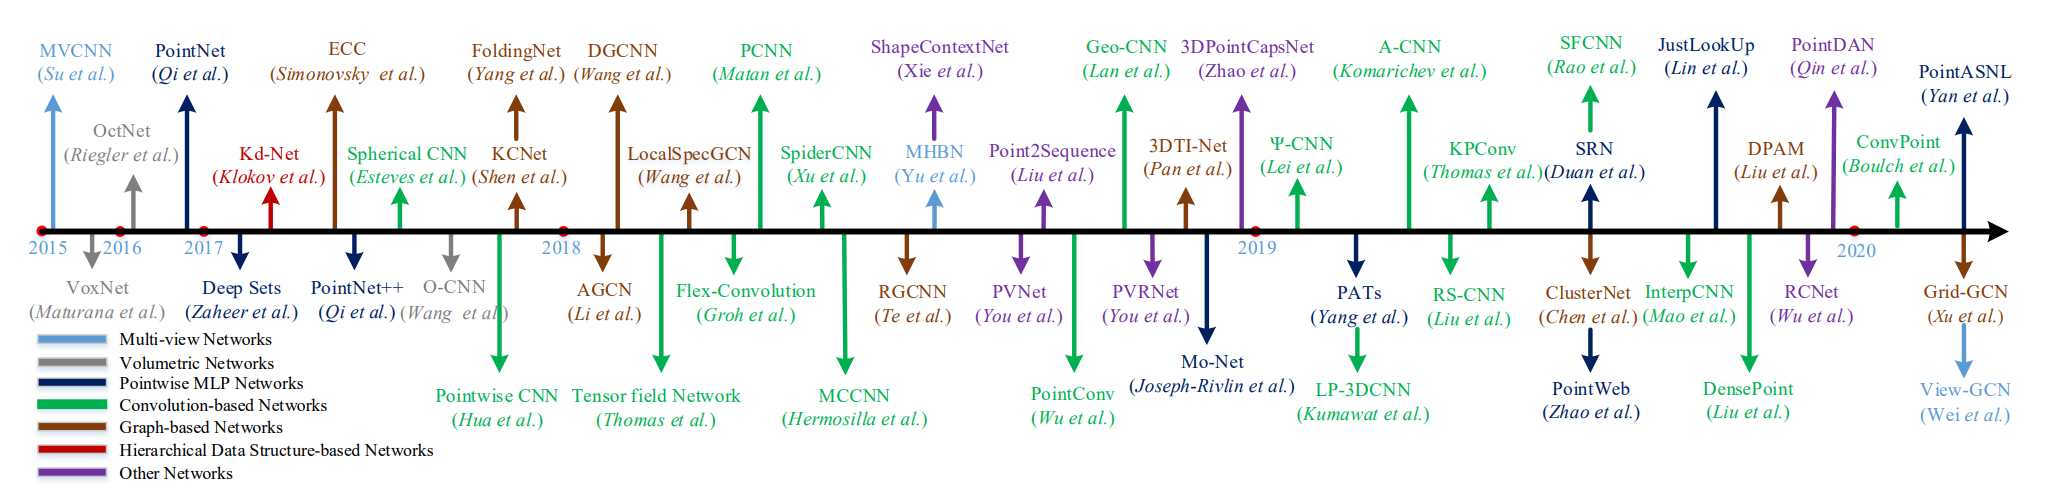 MVCNN
(Su et al.)
PointNet
(Qi et al.)
ECC
(Simonovsky et al.)
FoldingNet
(Yang et al.)
DGCNN
(Wang et al.)
PCNN
(Matan et al.)
ShapeContextNet
(Xie et al.)
Geo-CNN
(Lan et al.)
3DPointCapsNet
(Zhao et al.)
A-CNN
(Komarichev et al.)
SFCNN
(Rao et al.)
JustLookUp
(Lin et al.)
PointDAN
(Qin et al.)
PointASNL
(Yan et al.)
OctNet
(Riegler et al.)
Kd-Net
(Klokov et al.)
Spherical CNN
(Esteves et al.)
KCNet
(Shen et al.)
LocalSpecGCN
(Wang et al.)
SpiderCNN
(Xu et al.)
MHBN
(Yu et al.)
Point2Sequence
(Liu et al.)
3DTI-Net
(Pan et al.)
Ψ-CNN
(Lei et al.)
KPConv
(Thomas et al.)
SRN
(Duan et al.)
DPAM
(Liu et al.)
ConvPoint
(Boulch et al.)
2015
2016
2017
2018
2019
2020
VoxNet
(Maturana et al.)
Deep Sets
(Zaheer et al.)
PointNet++
(Qi et al.)
O-CNN
(Wang et al.)
AGCN
(Li et al.)
Flex-Convolution
(Groh et al.)
RGCNN
(Te et al.)
PVNet
(You et al.)
PVRNet
(You et al.)
PATs
(Yang et al.)
RS-CNN
(Liu et al.)
ClusterNet
(Chen et al.)
InterpCNN
(Mao et al.)
RCNet
(Wu et al.)
Grid-GCN
(Xu et al.)
Pointwise CNN
(Hua et al.)
Tensor field Network
(Thomas et al.)
MCCNN
(Hermosilla et al.)
PointConv
(Wu et al.)
Mo-Net
(Joseph-Rivlin et al.)
LP-3DCNN
(Kumawat et al.)
PointWeb
(Zhao et al.)
DensePoint
(Liu et al.)
View-GCN
(Wei et al.)
Multi-view Networks
Volumetric Networks
Pointwise MLP Networks
Convolution-based Networks
Graph-based Networks
Hierarchical Data Structure-based Networks
Other Networks